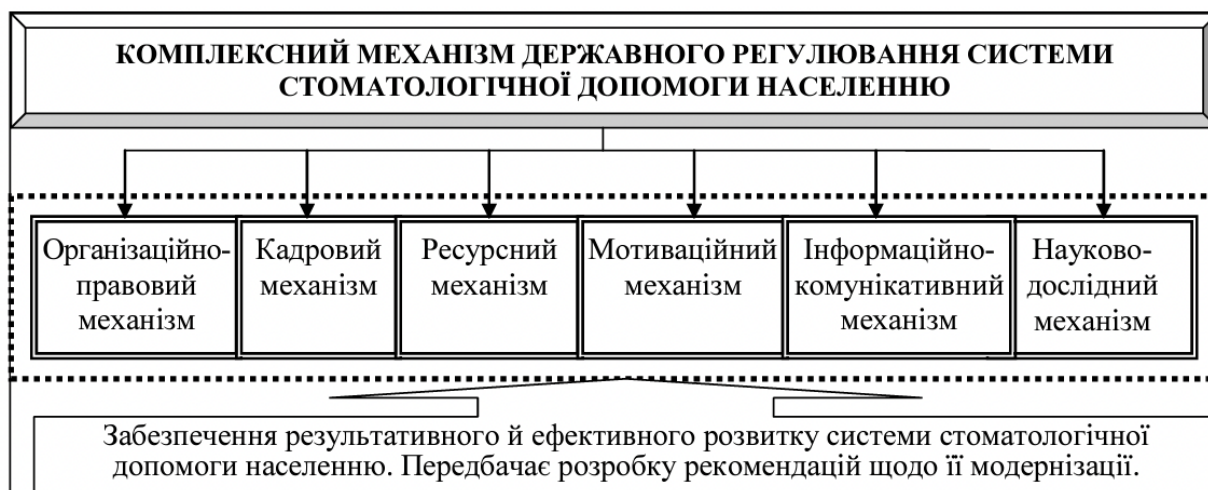 КОМПЛЕКСНИЙ МЕХАНІЗМ ДЕРЖАВНОГО РЕГУЛЮВАННЯ СИСТЕМИ
СТОМАТОЛОГІЧНОЇ ДОПОМОГИ НАСЕЛЕННЮ
Організаційно-
правовий
механізм
Кадровий
механізм
Ресурсний
механізм
Мотиваційний
механізм
Інформаційно-
комунікативний
механізм
Науково-
дослідний
механізм
Забезпечення результативного й ефективного розвитку системи стоматологічної
допомоги населенню. Передбачає розробку рекомендацій щодо її модернізації.